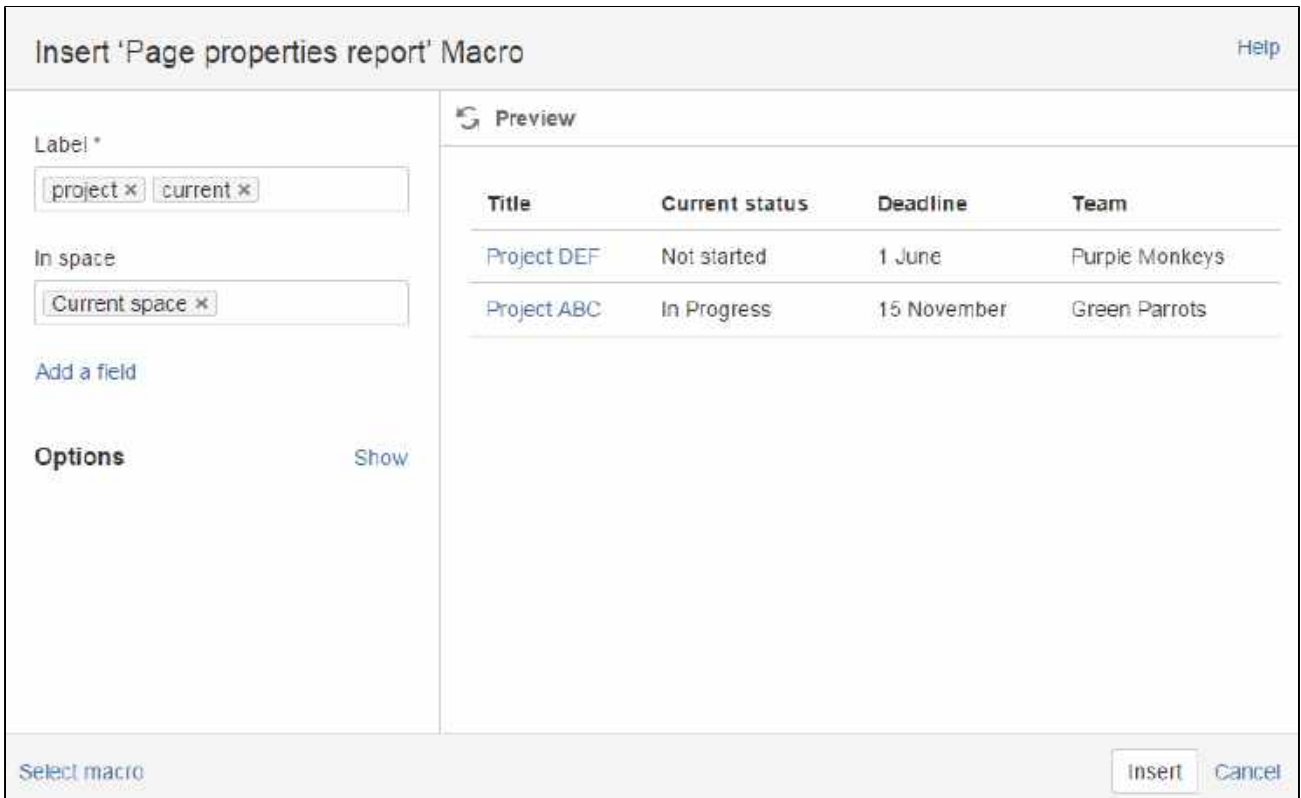 Insert ‘Page properties report’ Macro
Help
Label *
project × current ×
In space
Current space ×
Add a field
Options Show
Preview
Title Current status Deadline Team
Project DEF Not started 1 June Purple Monkeys
Project ABC In Progress 15 November Green Parrots
Select macro
Insert Cancel